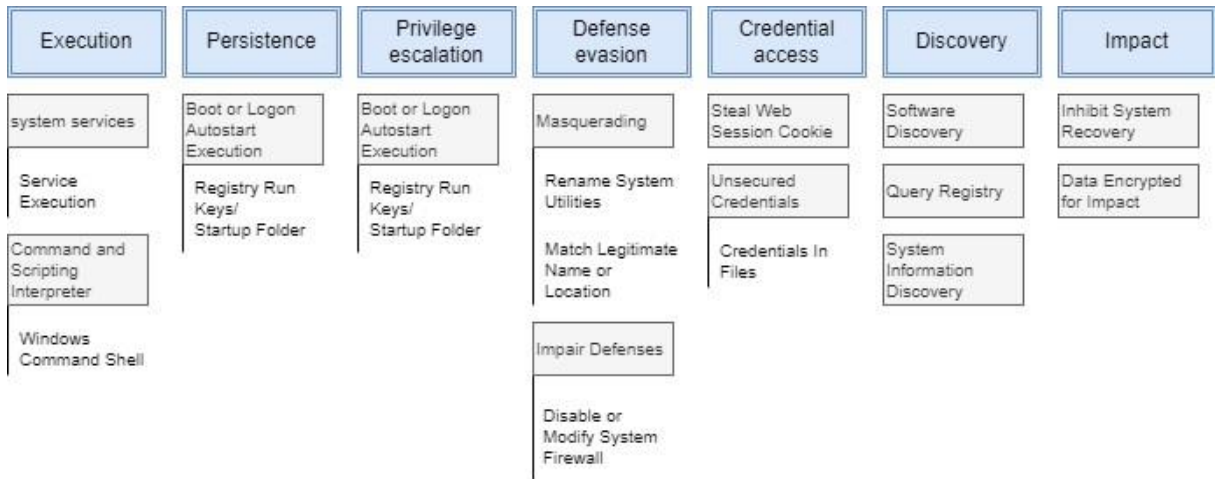 Execution
Persistence
Privilege
escalation
Defense
evasion
Credential
access
Discovery
Impact
system services
Service
Execution
Command and
Scripting
Interpreter
Windows
Command Shell
Boot or Logon
Autostart
Execution
Registry Run
Keys/
Startup Folder
Boot or Logon
Autostart
Execution
Registry Run
Keys/
Startup Folder
Masquerading
Rename System
Utilities
Match Legitimate
Name or
Location
Impair Defenses
Disable or
Modify System
Firewall
Steal Web
Session Cookie
Unsecured
Credentials
Credentials In
Files
Software
Discovery
Query Registry
System
Information
Discovery
Inhibit System
Recovery
Data Encrypted
for Impact